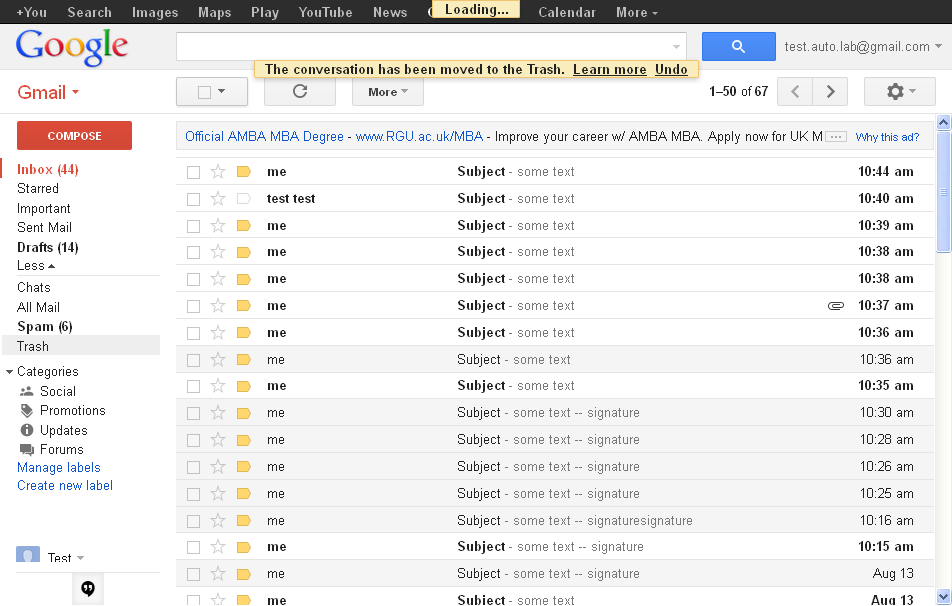 +You Search Images Maps Play YouTube News Loading... Calendar More
Google
test.auto.lab@gmail.com
The conversation has been moved to the Trash. Learn more Undo
Gmail
More
1–50 of 67
COMPOSE
Official AMBA MBA Degree - www.RGU.ac.uk/MBA - Improve your career w/ AMBA MBA. Apply now for UK M Why this ad?
Inbox (44)
Starred
Important
Sent Mail
Drafts (14)
Less
Chats
All Mail
Spam (6)
Trash
Categories
Social
Promotions
Updates
Forums
Manage labels
Create new label
Test
me Subject - some text 10:44 am
test test Subject - some text 10:40 am
me Subject - some text 10:39 am
me Subject - some text 10:38 am
me Subject - some text 10:38 am
me Subject - some text 10:37 am
me Subject - some text 10:36 am
me Subject - some text 10:36 am
me Subject - some text 10:35 am
me Subject - some text -- signature 10:30 am
me Subject - some text -- signature 10:28 am
me Subject - some text -- signature 10:26 am
me Subject - some text -- signature 10:25 am
me Subject - some text -- signaturesignature 10:16 am
me Subject - some text -- signature 10:15 am
me Subject - some text -- signature Aug 13
me Subject - some text Aug 13